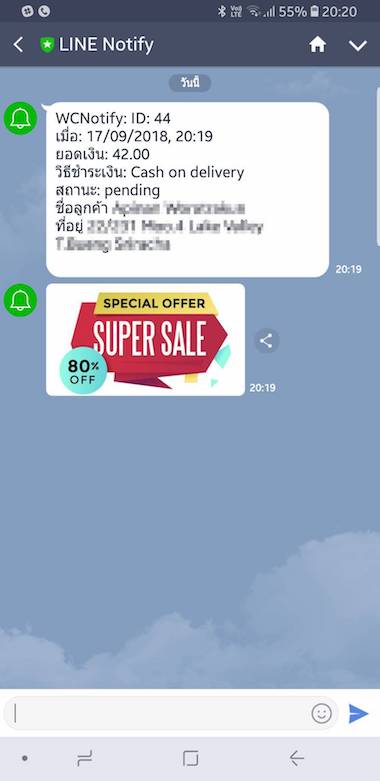 55% 20:20
LINE Notify
วันนี้
WCNotify: ID: 44
เมื่อ: 17/09/2018, 20:19
ยอดเงิน: 42.00
วิธีชำระเงิน: Cash on delivery
สถานะ: pending
ชื่อลูกค้า
ที่อยู่
20:19
SPECIAL OFFER
SUPER SALE
80%
OFF
20:19